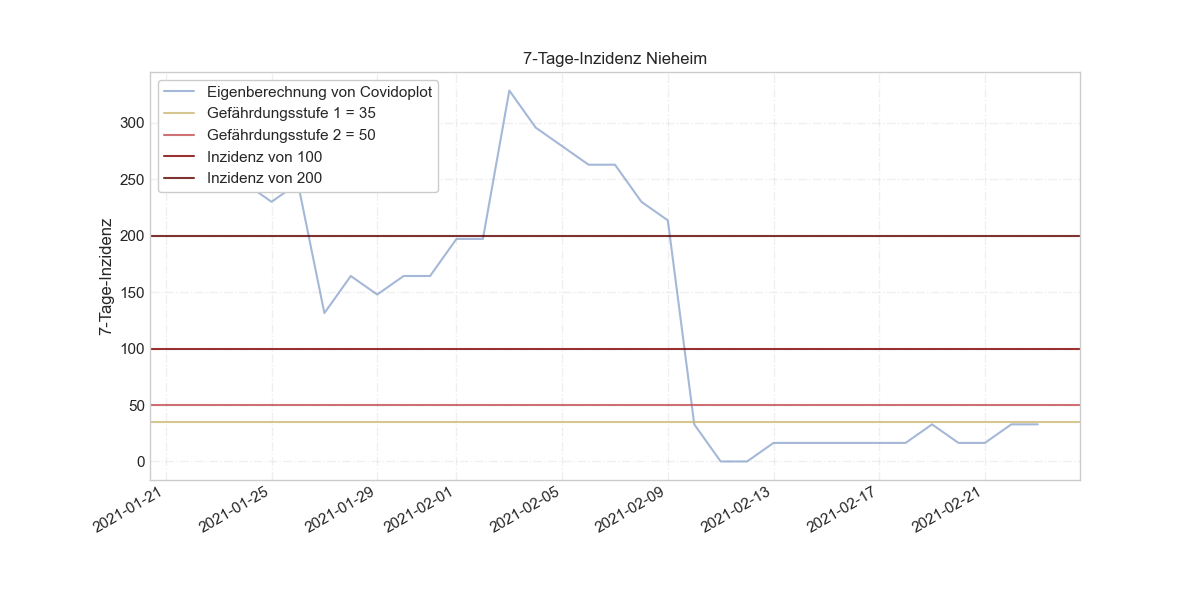 7-Tage-Inzidenz Nieheim
Eigenberechnung von Covidoplot
Gefährdungsstufe 1 = 35
Gefährdungsstufe 2 = 50
Inzidenz von 100
Inzidenz von 200
7-Tage-Inzidenz
300
250
200
150
100
50
0
2021-01-21
2021-01-25
2021-01-29
2021-02-01
2021-02-05
2021-02-09
2021-02-13
2021-02-17
2021-02-21